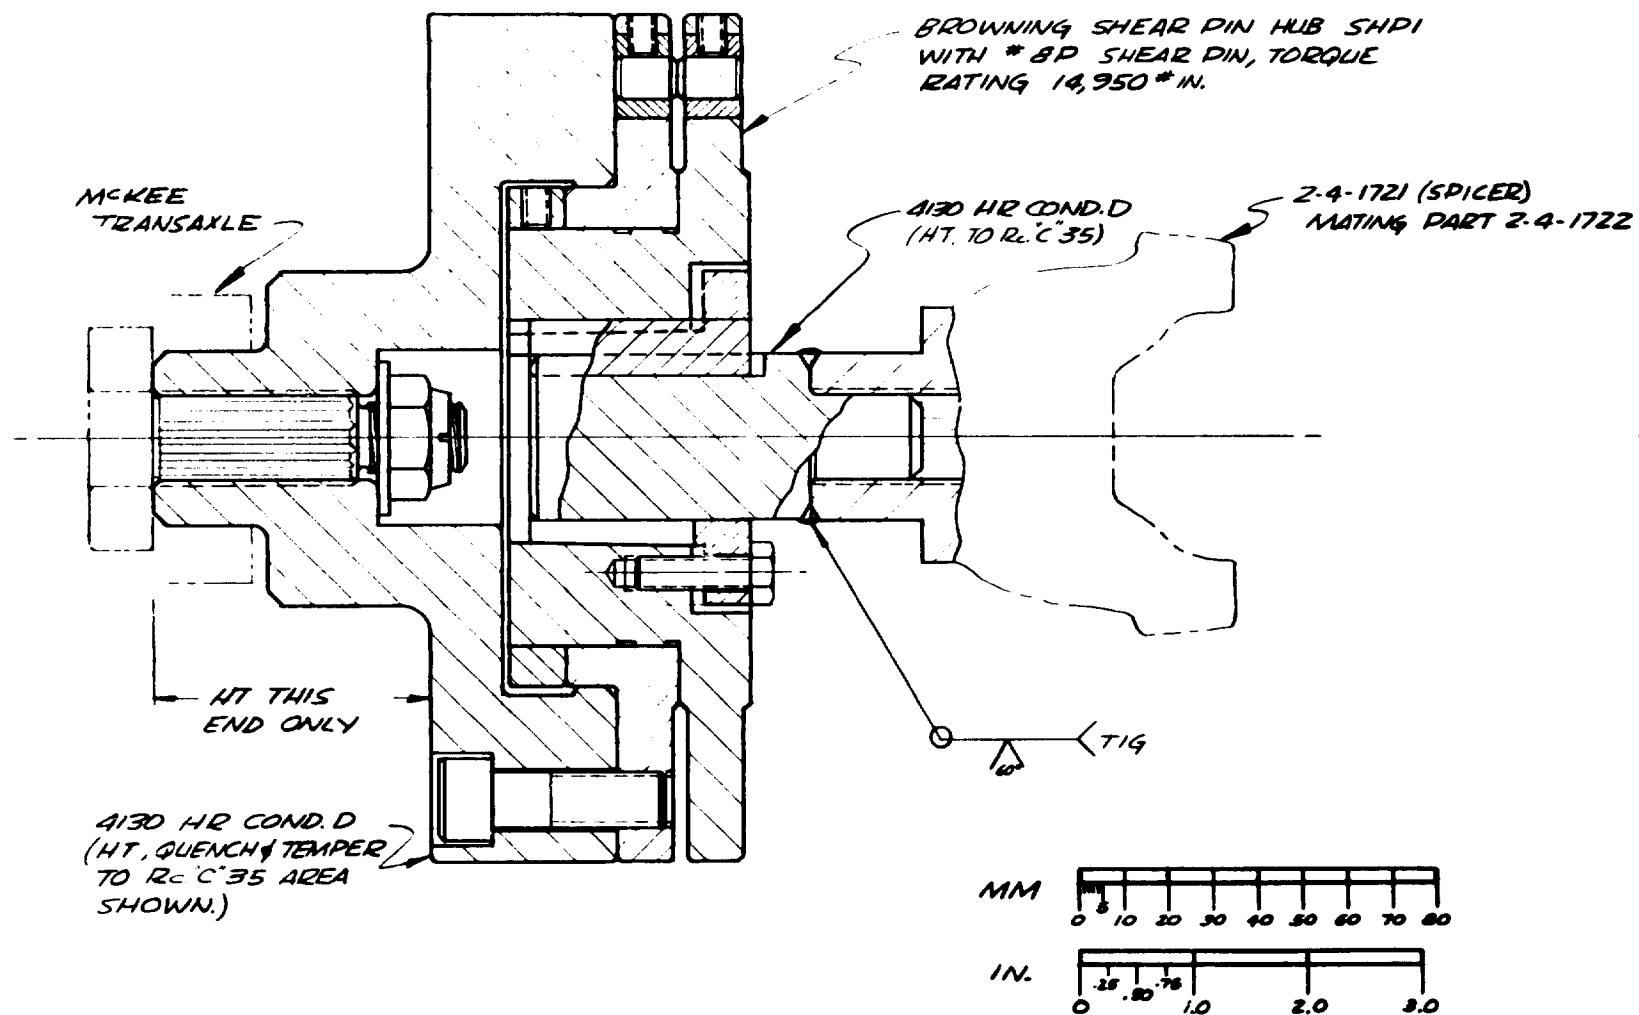 BROWNING SHEAR PIN HUB SHP1
WITH # 8P SHEAR PIN, TORQUE
RATING 14,950 # IN.
McKEE
TRANSAXLE
4130 HR COND. D
(HT. TO Rc "C" 35)
2-4-1721 (SPICER)
MATING PART 2-4-1722
HT THIS
END ONLY
TIG
60°
4130 HR COND. D
(HT, QUENCH & TEMPER
TO Rc "C" 35 AREA
SHOWN.)
MM
0 5 10 20 30 40 50 60 70 80
IN.
0 .25 .50 .75 1.0 2.0 3.0